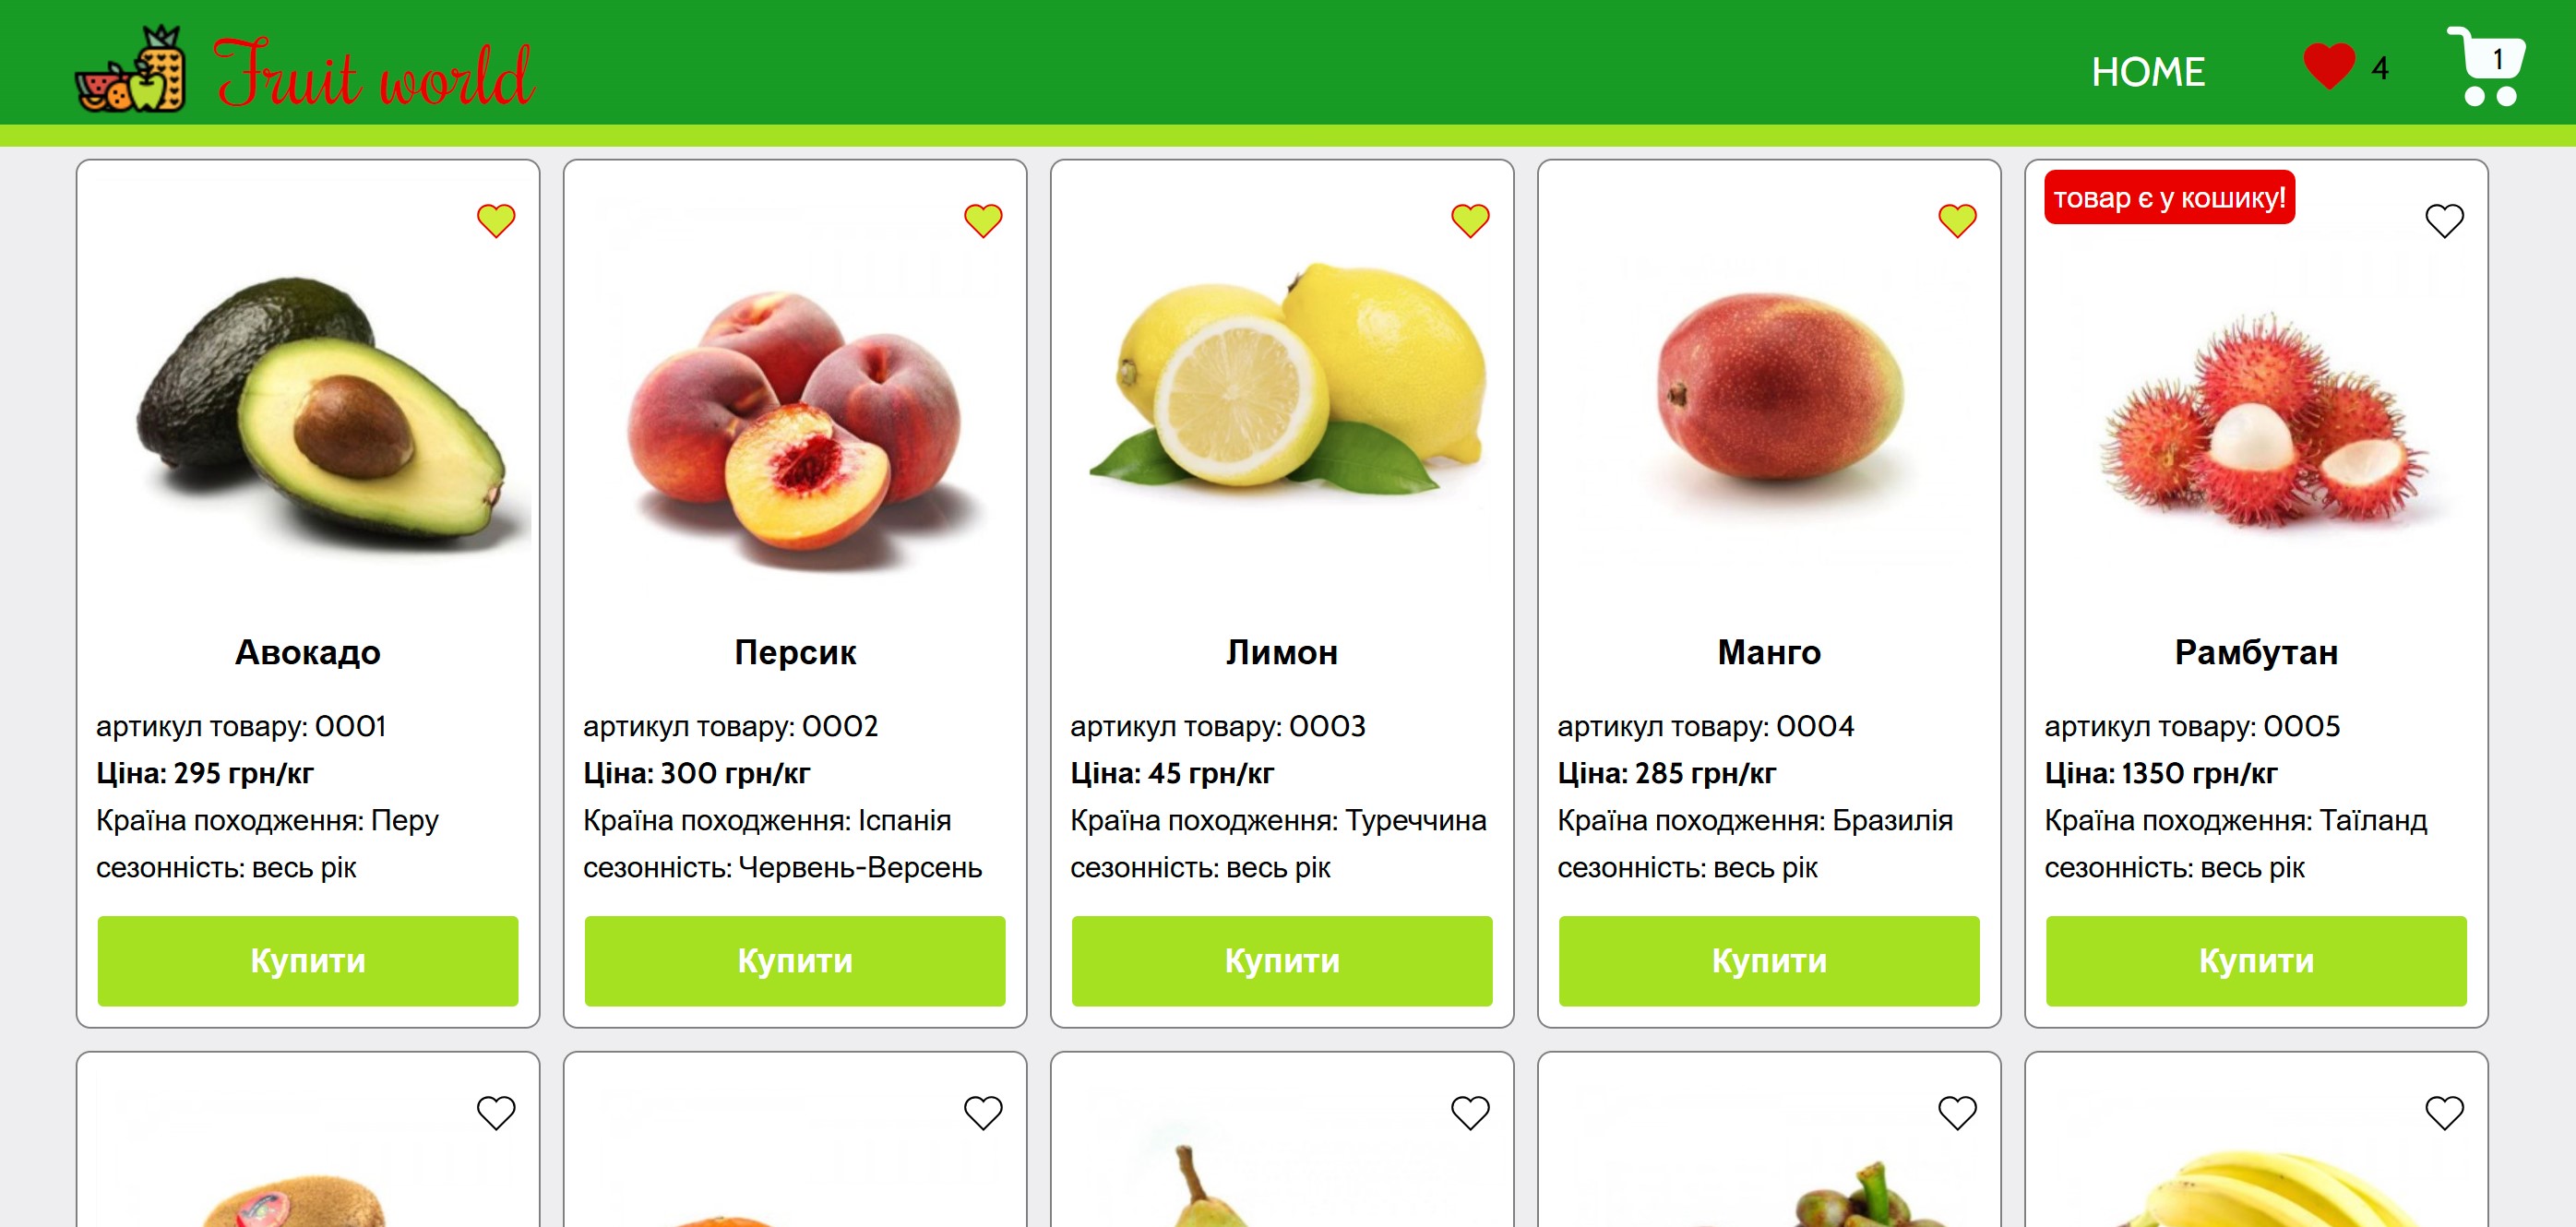 Fruit world
HOME
4
1
товар є у кошику!
Авокадо
артикул товару: 0001
Ціна: 295 грн/кг
Країна походження: Перу
сезонність: весь рік
Купити
Персик
артикул товару: 0002
Ціна: 300 грн/кг
Країна походження: Іспанія
сезонність: Червень-Версень
Купити
Лимон
артикул товару: 0003
Ціна: 45 грн/кг
Країна походження: Туреччина
сезонність: весь рік
Купити
Манго
артикул товару: 0004
Ціна: 285 грн/кг
Країна походження: Бразилія
сезонність: весь рік
Купити
Рамбутан
артикул товару: 0005
Ціна: 1350 грн/кг
Країна походження: Таїланд
сезонність: весь рік
Купити